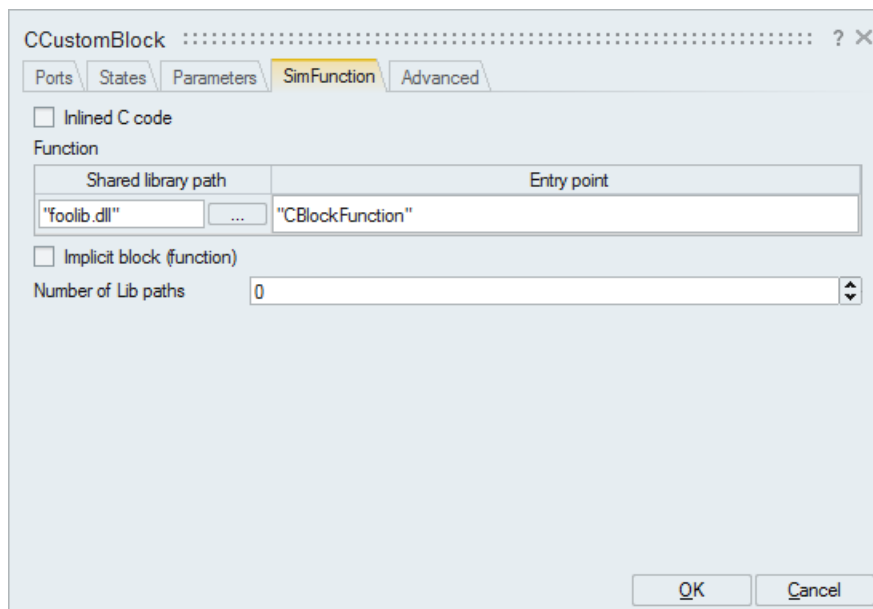 CCustomBlock ? ×
Ports States Parameters SimFunction Advanced
Inlined C code
Function
Shared library path Entry point
"foolib.dll" ... "CBlockFunction"
Implicit block (function)
Number of Lib paths 0
OK Cancel